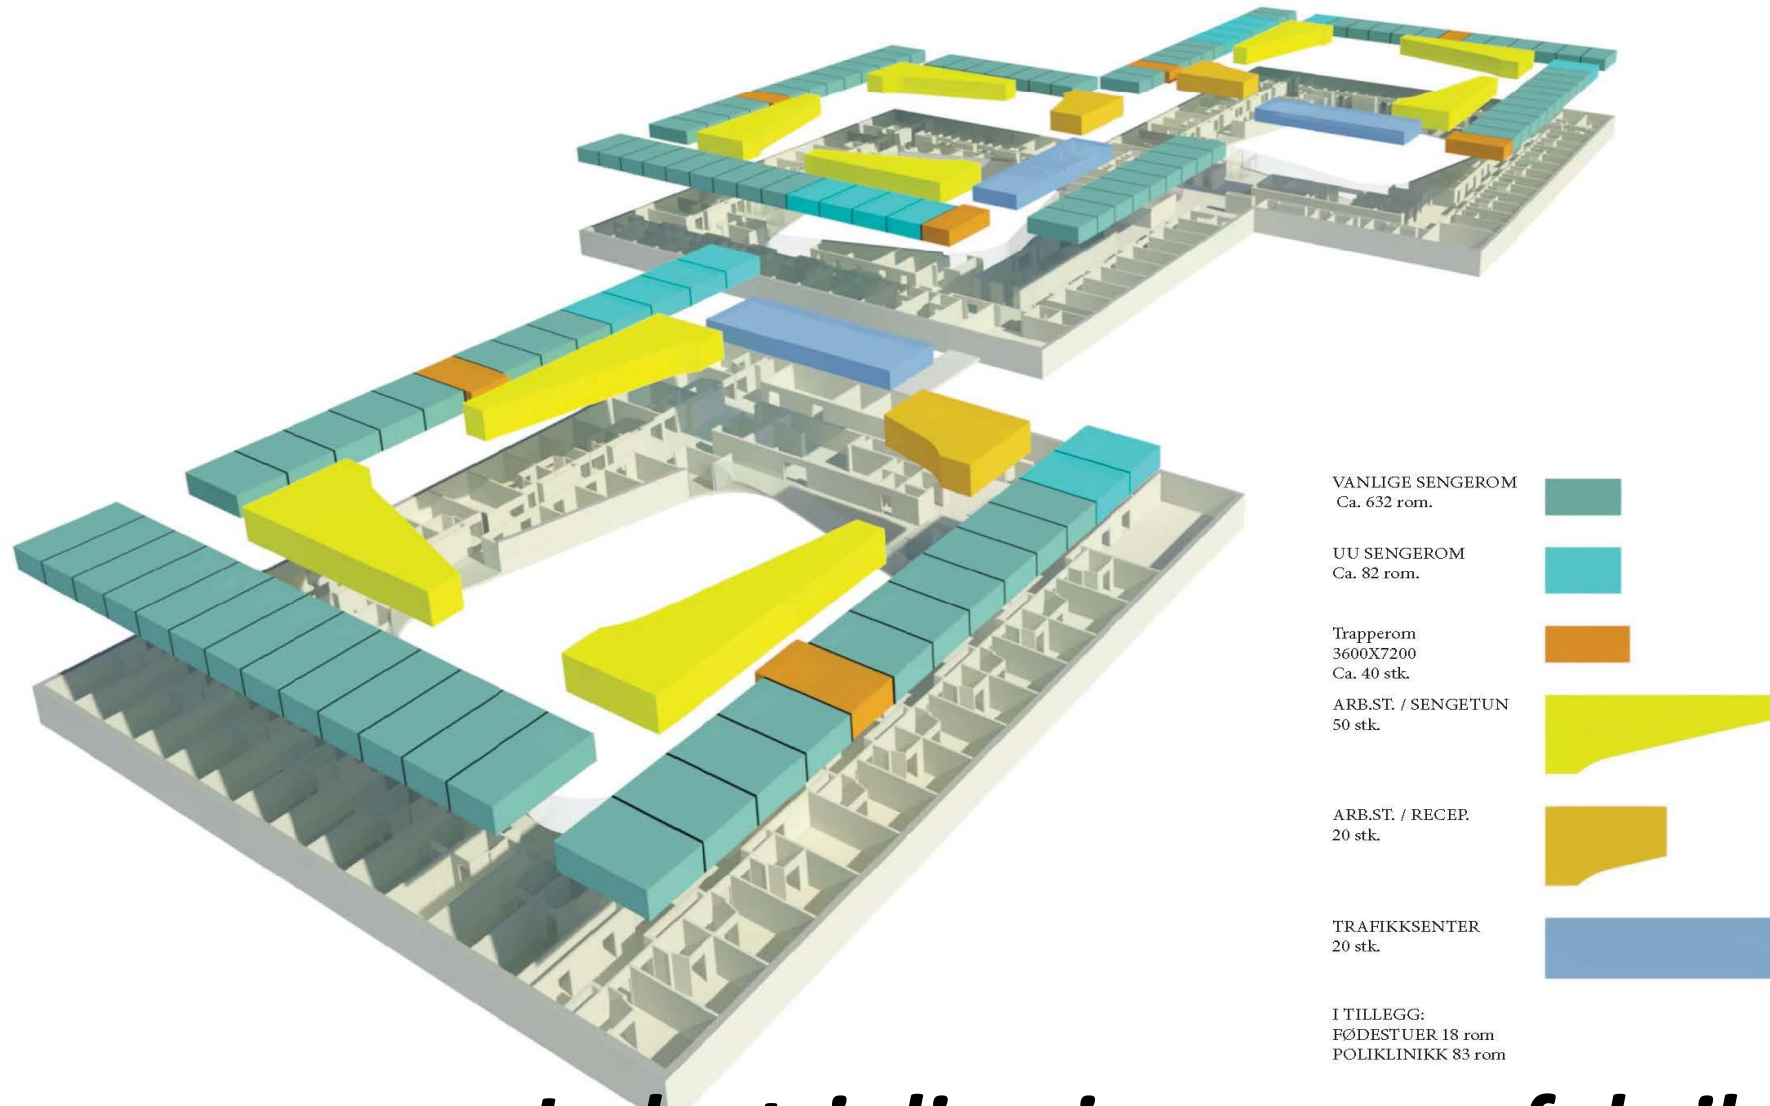 VANLIGE SENGEROM
Ca. 632 rom.
UU SENGEROM
Ca. 82 rom.
Trapperom
3600X7200
Ca. 40 stk.
ARB.ST. / SENGETUN
50 stk.
ARB.ST. / RECEP.
20 stk.
TRAFIKKSENTER
20 stk.
I TILLEGG:
FØDESTUER 18 rom
POLIKLINIKK 83 rom